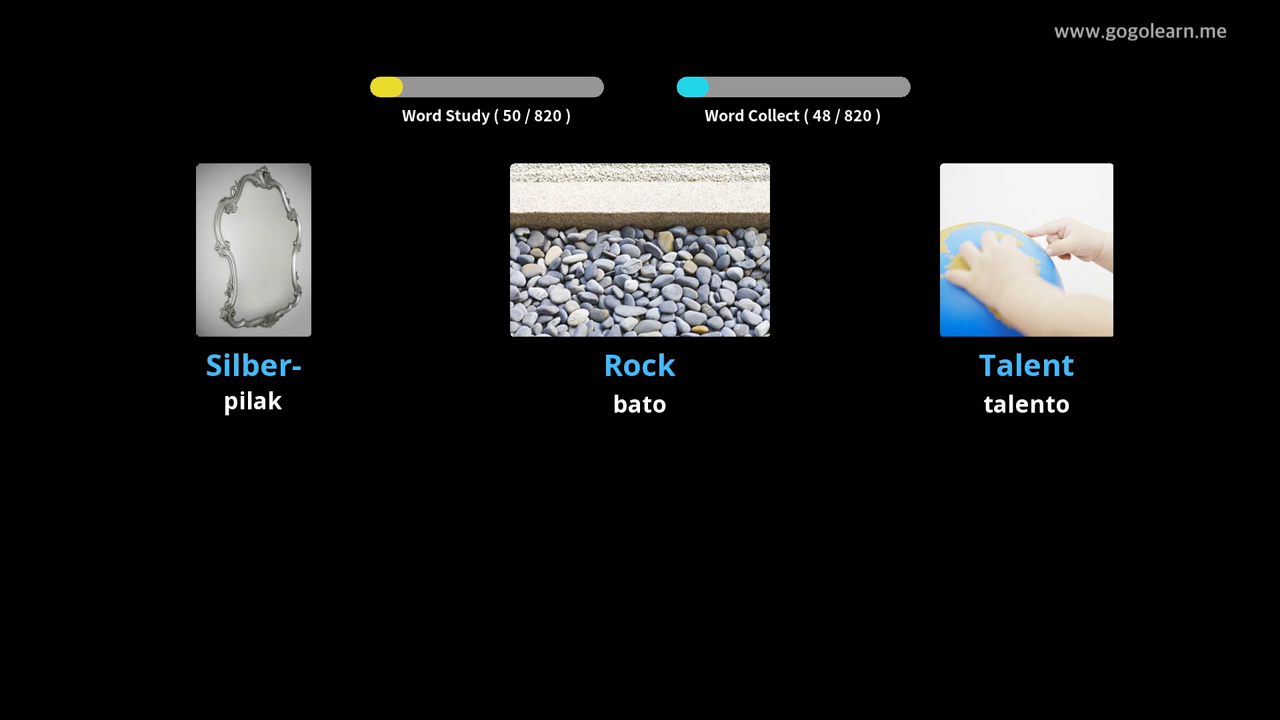 www.gogolearn.me
Word Study ( 50 / 820 )
Word Collect ( 48 / 820 )
Silber-
pilak
Rock
bato
Talent
talento